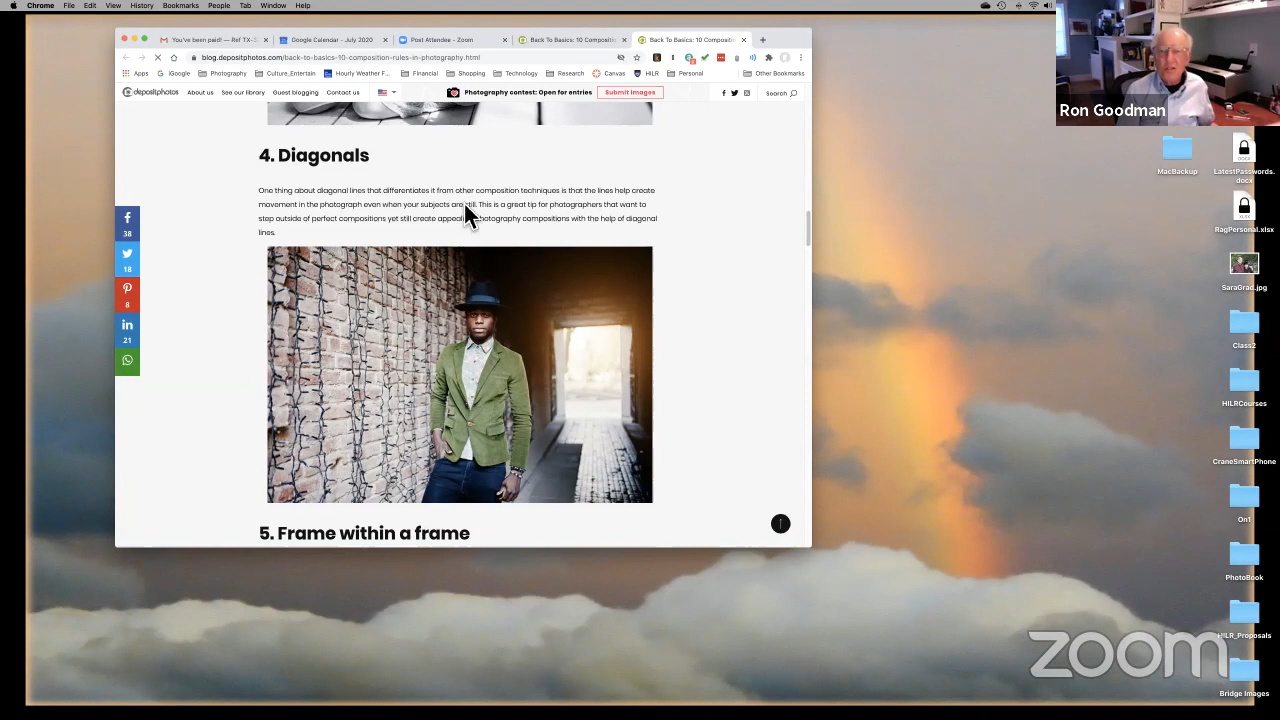 Chrome File Edit View History Bookmarks People Tab Window Help
You've been paid! — Ref TX-S
Google Calendar - July 2020
Post Attendee - Zoom
Back To Basics: 10 Compositi
Back To Basics: 10 Compositi
blog.depositphotos.com/back-to-basics-10-composition-rules-in-photography.html
Apps iGoogle Photography Culture_Entertain Hourly Weather F... Financial Shopping Technology Research Canvas HILR Personal Other Bookmarks
depositphotos About us See our library Guest blogging Contact us Photography contest: Open for entries Submit images Search
4. Diagonals
One thing about diagonal lines that differentiates it from other composition techniques is that the lines help create
movement in the photograph even when your subjects are still. This is a great tip for photographers that want to
step outside of perfect compositions yet still create photography compositions with the help of diagonal
lines.
38
18
8
21
5. Frame within a frame
Ron Goodman
MacBackup
DOCX
LatestPasswords.
docx
XLSX
RagPersonal.xlsx
SaraGrad.jpg
Class2
HILRCourses
CraneSmartPhone
On1
PhotoBook
HILR_Proposals
Bridge Images
zoom